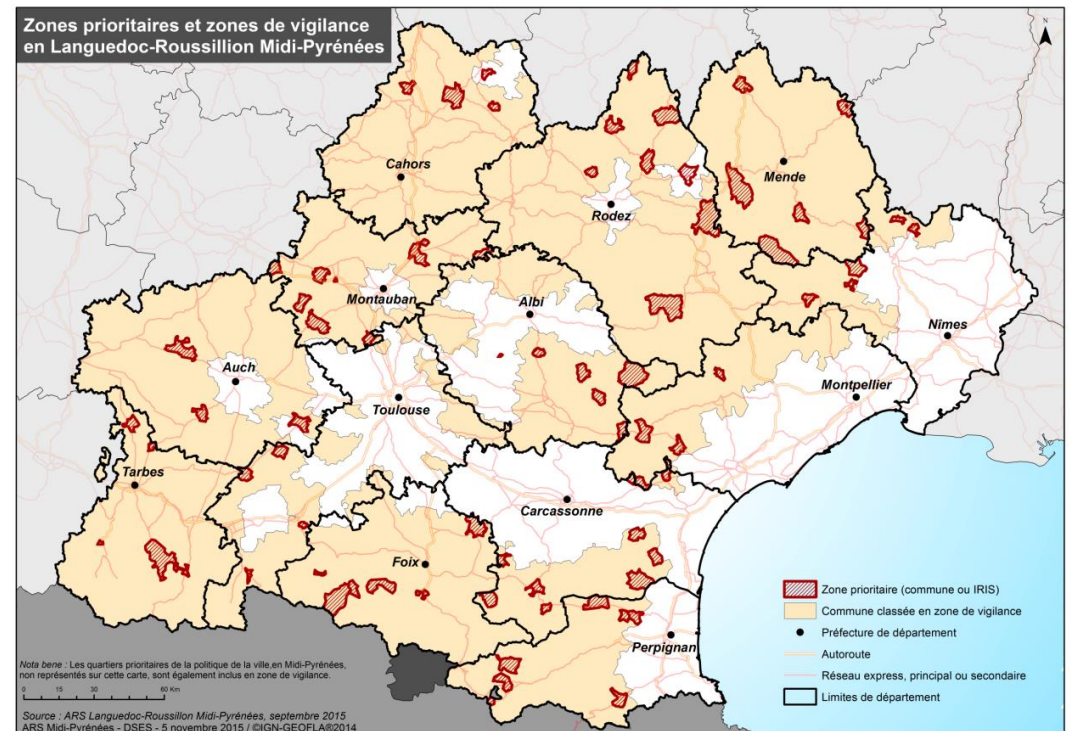 Zones prioritaires et zones de vigilance
en Languedoc-Roussillion Midi-Pyrénées
N
Cahors
Mende
Rodez
Montauban
Albi
Nîmes
Auch
Montpellier
Toulouse
Tarbes
Carcassonne
Foix
Perpignan
Zone prioritaire (commune ou IRIS)
Commune classée en zone de vigilance
Préfecture de département
Autoroute
Réseau express, principal ou secondaire
Limites de département
Nota bene : Les quartiers prioritaires de la politique de la ville,en Midi-Pyrénées,
non représentés sur cette carte, sont également inclus en zone de vigilance.
0 15 30 60 Km
Source : ARS Languedoc-Roussillon Midi-Pyrénées, septembre 2015
ARS Midi-Pyrénées - DSES - 5 novembre 2015 / ©IGN-GEOFLA®2014